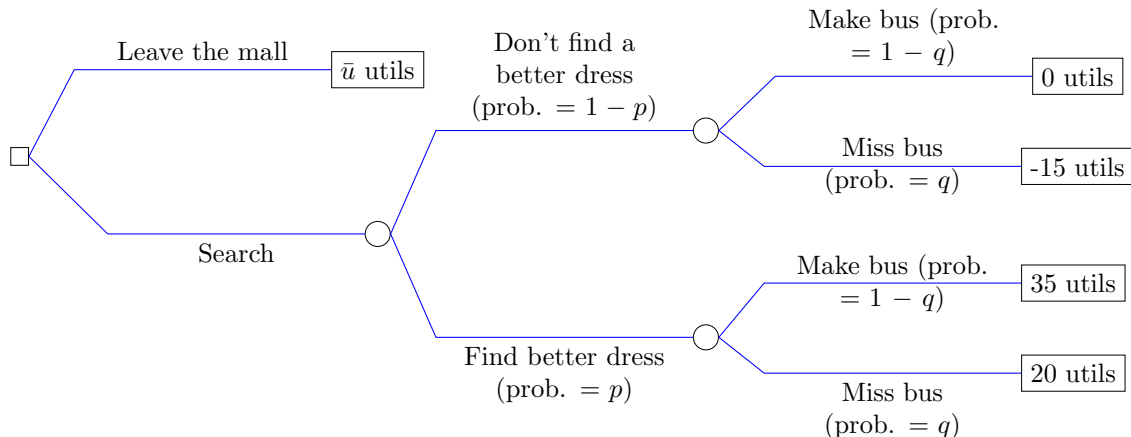 Leave the mall
ū utils
Search
Don't find a
better dress
(prob. = 1 − p)
Make bus (prob.
= 1 − q)
0 utils
Miss bus
(prob. = q)
-15 utils
Find better dress
(prob. = p)
Make bus (prob.
= 1 − q)
35 utils
Miss bus
(prob. = q)
20 utils